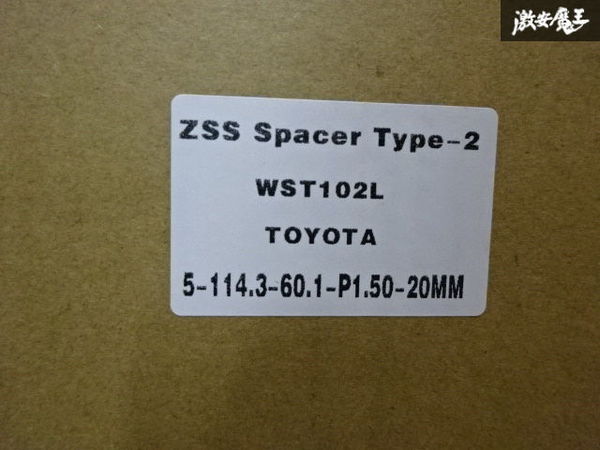 激安魔王
ZSS Spacer Type-2
WST102L
TOYOTA
5-114.3-60.1-P1.50-20MM